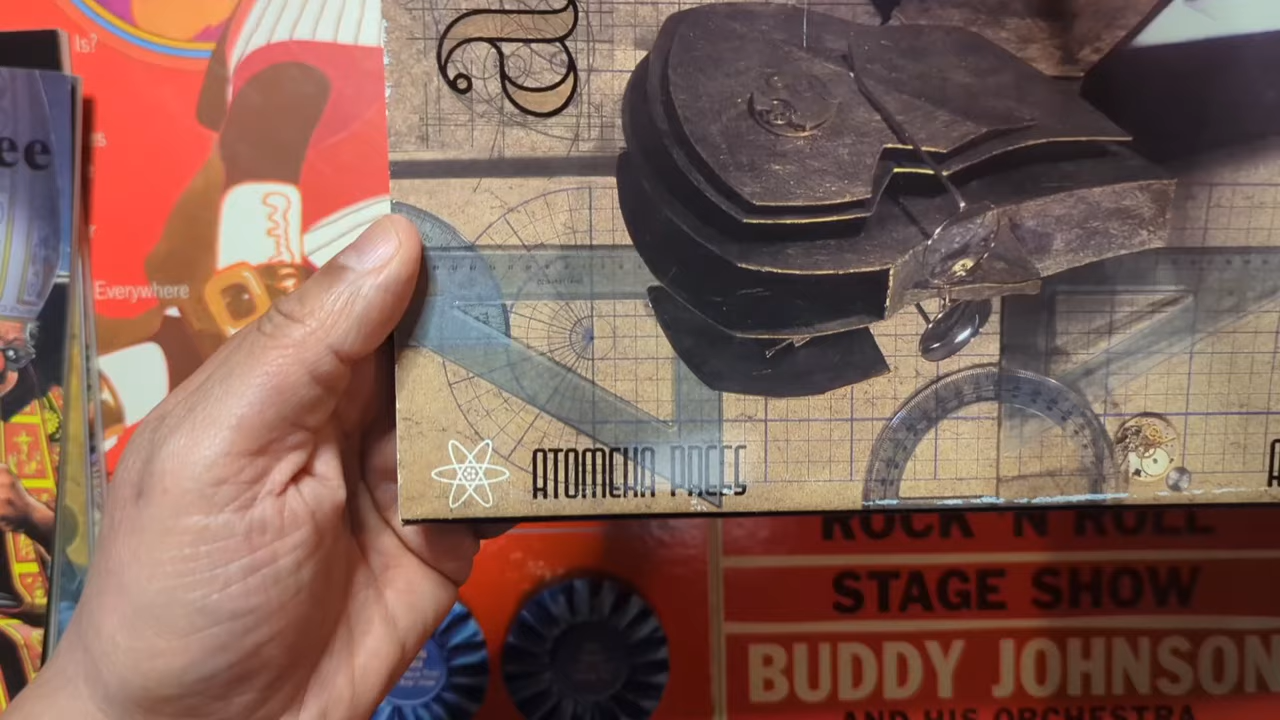 Is?
ee
Everywhere
ATOMEKA PRESS
ROCK 'N ROLL
STAGE SHOW
BUDDY JOHNSON
AND HIS ORCHESTRA